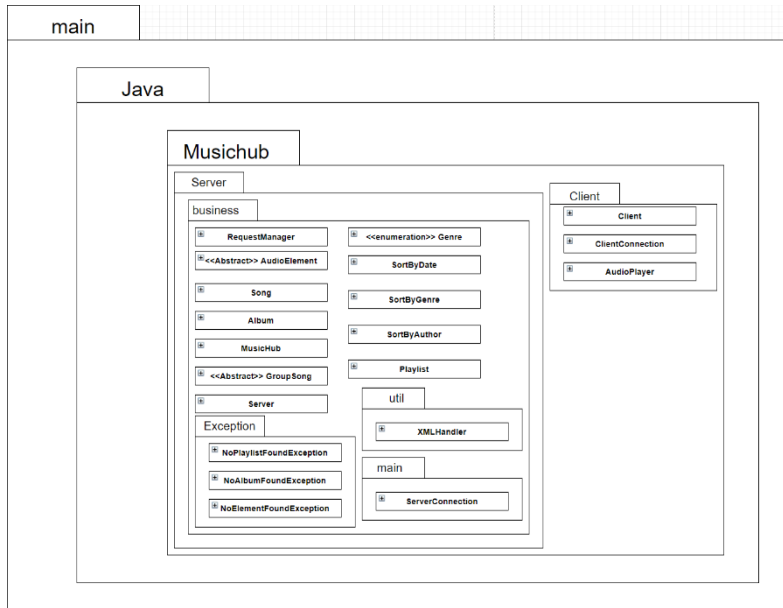 main
Java
Musichub
Server
business
RequestManager
<<Abstract>> AudioElement
Song
Album
MusicHub
<<Abstract>> GroupSong
Server
<<enumeration>> Genre
SortByDate
SortByGenre
SortByAuthor
Playlist
Exception
NoPlaylistFoundException
NoAlbumFoundException
NoElementFoundException
util
XMLHandler
main
ServerConnection
Client
Client
ClientConnection
AudioPlayer